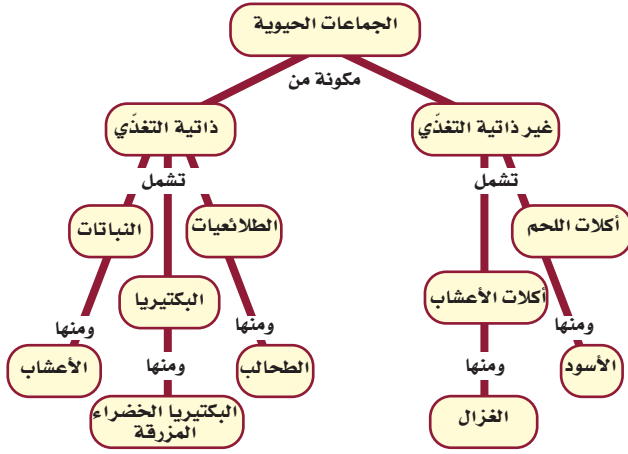 الجماعات الحيوية
مكونة من
غير ذاتية التغذّي
ذاتية التغذّي
تشمل
تشمل
أكلات اللحم
الطلائعيات
النباتات
أكلات الأعشاب
البكتيريا
ومنها
ومنها
ومنها
الأسود
ومنها
الطحالب
ومنها
الأعشاب
الغزال
البكتيريا الخضراء
المزرقة